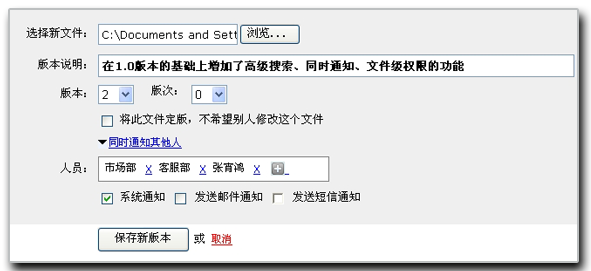 选择新文件: C:\Documents and Sett 浏览...
版本说明: 在1.0版本的基础上增加了高级搜索、同时通知、文件级权限的功能
版本: 2 版次: 0
将此文件定版，不希望别人修改这个文件
同时通知其他人
人员: 市场部 X 客服部 X 张宵鸿 X
系统通知 发送邮件通知 发送短信通知
保存新版本 或 取消